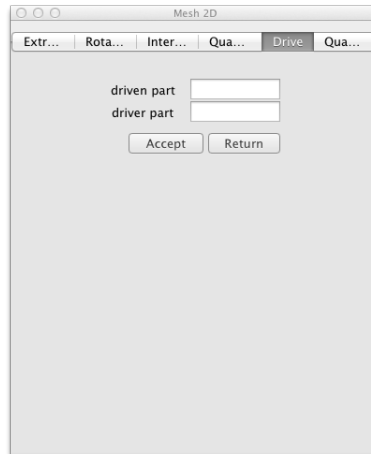 Mesh 2D
Extr... Rota... Inter... Qua... Drive Qua...
driven part
driver part
Accept Return